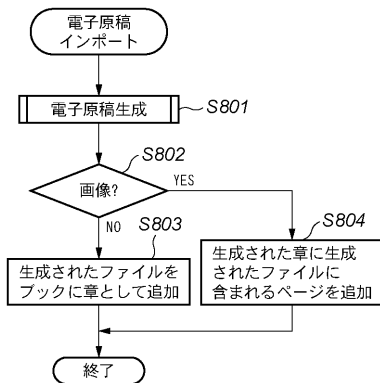 電子原稿
インポート
電子原稿生成
S801
S802
画像?
YES
NO
S803
生成されたファイルを
ブックに章として追加
S804
生成された章に生成
されたファイルに
含まれるページを追加
終了